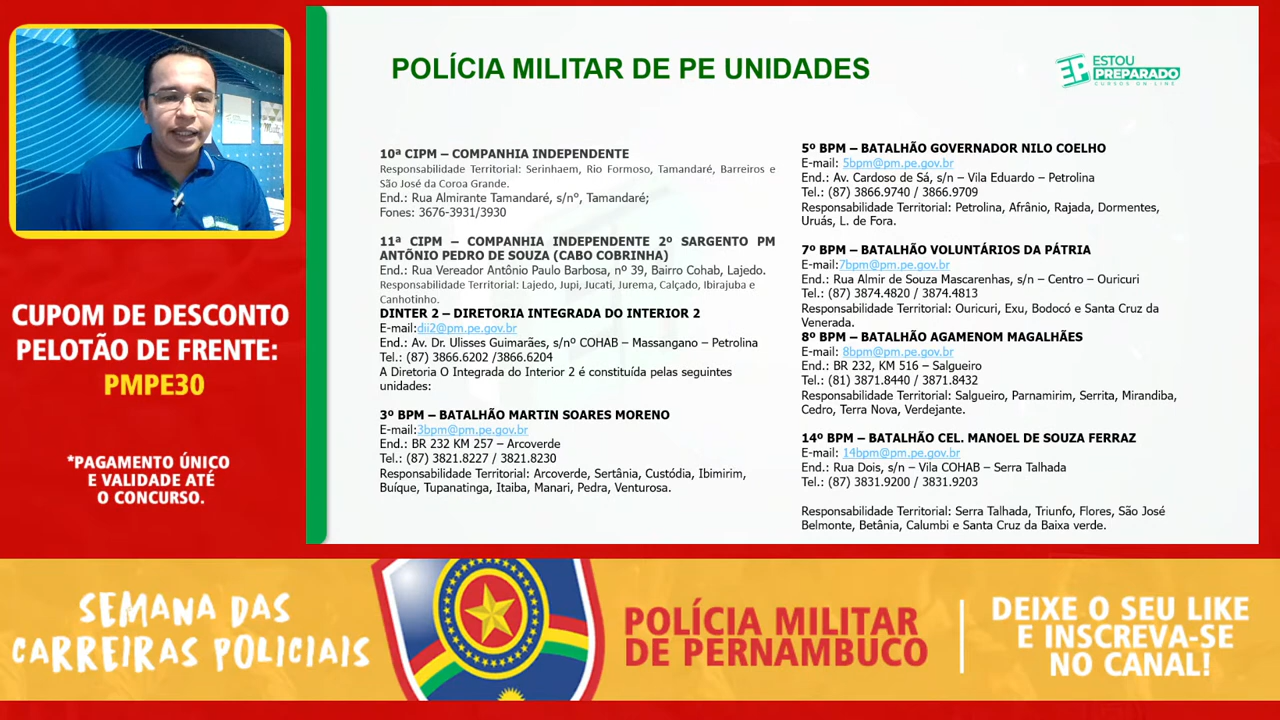 POLÍCIA MILITAR DE PE UNIDADES
ESTOU
PREPARADO
CURSOS ON LINE
10ª CIPM – COMPANHIA INDEPENDENTE
Responsabilidade Territorial: Serinhaem, Rio Formoso, Tamandaré, Barreiros e
São José da Coroa Grande.
End.: Rua Almirante Tamandaré, s/nº, Tamandaré;
Fones: 3676-3931/3930
11ª CIPM – COMPANHIA INDEPENDENTE 2º SARGENTO PM
ANTÔNIO PEDRO DE SOUZA (CABO COBRINHA)
End.: Rua Vereador Antônio Paulo Barbosa, nº 39, Bairro Cohab, Lajedo.
Responsabilidade Territorial: Lajedo, Jupi, Jucati, Jurema, Calçado, Ibirajuba e
Canhotinho.
DINTER 2 – DIRETORIA INTEGRADA DO INTERIOR 2
E-mail:dii2@pm.pe.gov.br
End.: Av. Dr. Ulisses Guimarães, s/nº COHAB – Massangano – Petrolina
Tel.: (87) 3866.6202 /3866.6204
A Diretoria O Integrada do Interior 2 é constituída pelas seguintes
unidades:
3º BPM – BATALHÃO MARTIN SOARES MORENO
E-mail:3bpm@pm.pe.gov.br
End.: BR 232 KM 257 – Arcoverde
Tel.: (87) 3821.8227 / 3821.8230
Responsabilidade Territorial: Arcoverde, Sertânia, Custódia, Ibimirim,
Buíque, Tupanatinga, Itaiba, Manari, Pedra, Venturosa.
5º BPM – BATALHÃO GOVERNADOR NILO COELHO
E-mail: 5bpm@pm.pe.gov.br
End.: Av. Cardoso de Sá, s/n – Vila Eduardo – Petrolina
Tel.: (87) 3866.9740 / 3866.9709
Responsabilidade Territorial: Petrolina, Afrânio, Rajada, Dormentes,
Uruás, L. de Fora.
7º BPM – BATALHÃO VOLUNTÁRIOS DA PÁTRIA
E-mail:7bpm@pm.pe.gov.br
End.: Rua Almir de Souza Mascarenhas, s/n – Centro – Ouricuri
Tel.: (87) 3874.4820 / 3874.4813
Responsabilidade Territorial: Ouricuri, Exu, Bodocó e Santa Cruz da
Venerada.
8º BPM – BATALHÃO AGAMENOM MAGALHÃES
E-mail: 8bpm@pm.pe.gov.br
End.: BR 232, KM 516 – Salgueiro
Tel.: (81) 3871.8440 / 3871.8432
Responsabilidade Territorial: Salgueiro, Parnamirim, Serrita, Mirandiba,
Cedro, Terra Nova, Verdejante.
14º BPM – BATALHÃO CEL. MANOEL DE SOUZA FERRAZ
E-mail: 14bpm@pm.pe.gov.br
End.: Rua Dois, s/n – Vila COHAB – Serra Talhada
Tel.: (87) 3831.9200 / 3831.9203
Responsabilidade Territorial: Serra Talhada, Triunfo, Flores, São José
Belmonte, Betânia, Calumbi e Santa Cruz da Baixa verde.
CUPOM DE DESCONTO
PELOTÃO DE FRENTE:
PMPE30
*PAGAMENTO ÚNICO
E VALIDADE ATÉ
O CONCURSO.
SEMANA DAS
CARREIRAS POLICIAIS
POLÍCIA MILITAR
DE PERNAMBUCO
DEIXE O SEU LIKE
E INSCREVA-SE
NO CANAL!